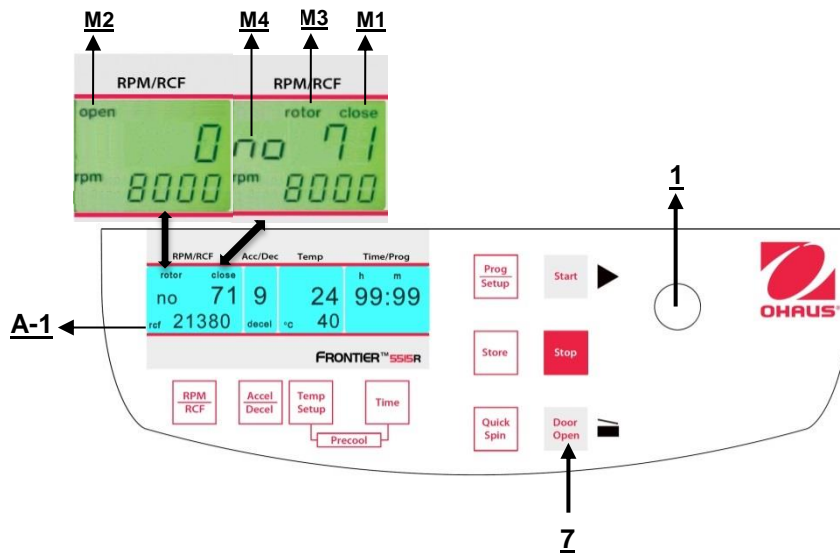 M2
M4
M3
M1
RPM/RCF
RPM/RCF
open
0
rpm
8000
rotor close
no 71
rpm
8000
1
RPM/RCF Acc/Dec Temp Time/Prog
rotor close h m
no 71 9 24 99:99
rcf 21380 decel °C 40
A-1
FRONTIER™ 5515R
RPM
RCF
Accel
Decel
Temp
Setup
Time
Precool
Prog
Setup
Start
Store
Stop
Quick
Spin
Door
Open
OHAUS®
7